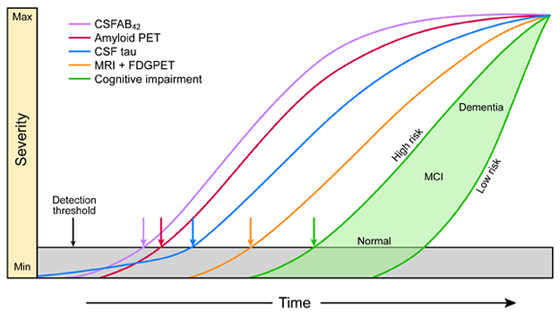 Max
CSFAB₄₂
Amyloid PET
CSF tau
MRI + FDGPET
Cognitive impairment
Severity
Dementia
High risk
MCI
Low risk
Detection
threshold
Normal
Min
Time